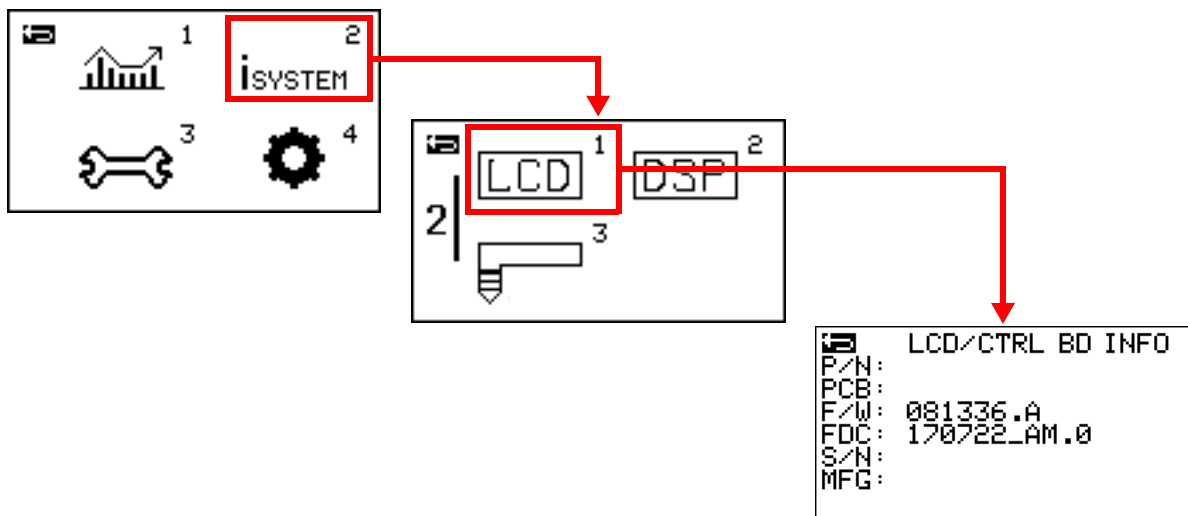 1
2
iSYSTEM
3
4
1
2
LCD
DSP
2
3
LCD/CTRL BD INFO
P/N:
PCB:
F/W: 081336.A
FDC: 170722_AM.0
S/N:
MFG: